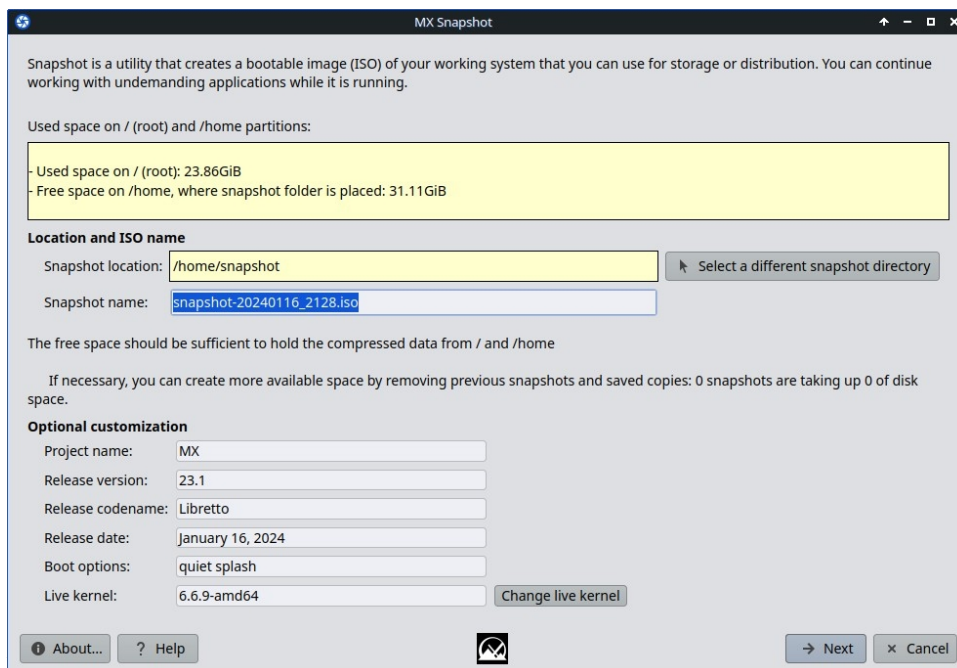 MX Snapshot
Snapshot is a utility that creates a bootable image (ISO) of your working system that you can use for storage or distribution. You can continue
working with undemanding applications while it is running.
Used space on / (root) and /home partitions:
- Used space on / (root): 23.86GiB
- Free space on /home, where snapshot folder is placed: 31.11GiB
Location and ISO name
Snapshot location: /home/snapshot Select a different snapshot directory
Snapshot name: snapshot-20240116_2128.iso
The free space should be sufficient to hold the compressed data from / and /home
If necessary, you can create more available space by removing previous snapshots and saved copies: 0 snapshots are taking up 0 of disk
space.
Optional customization
Project name: MX
Release version: 23.1
Release codename: Libretto
Release date: January 16, 2024
Boot options: quiet splash
Live kernel: 6.6.9-amd64 Change live kernel
About... ? Help Next Cancel